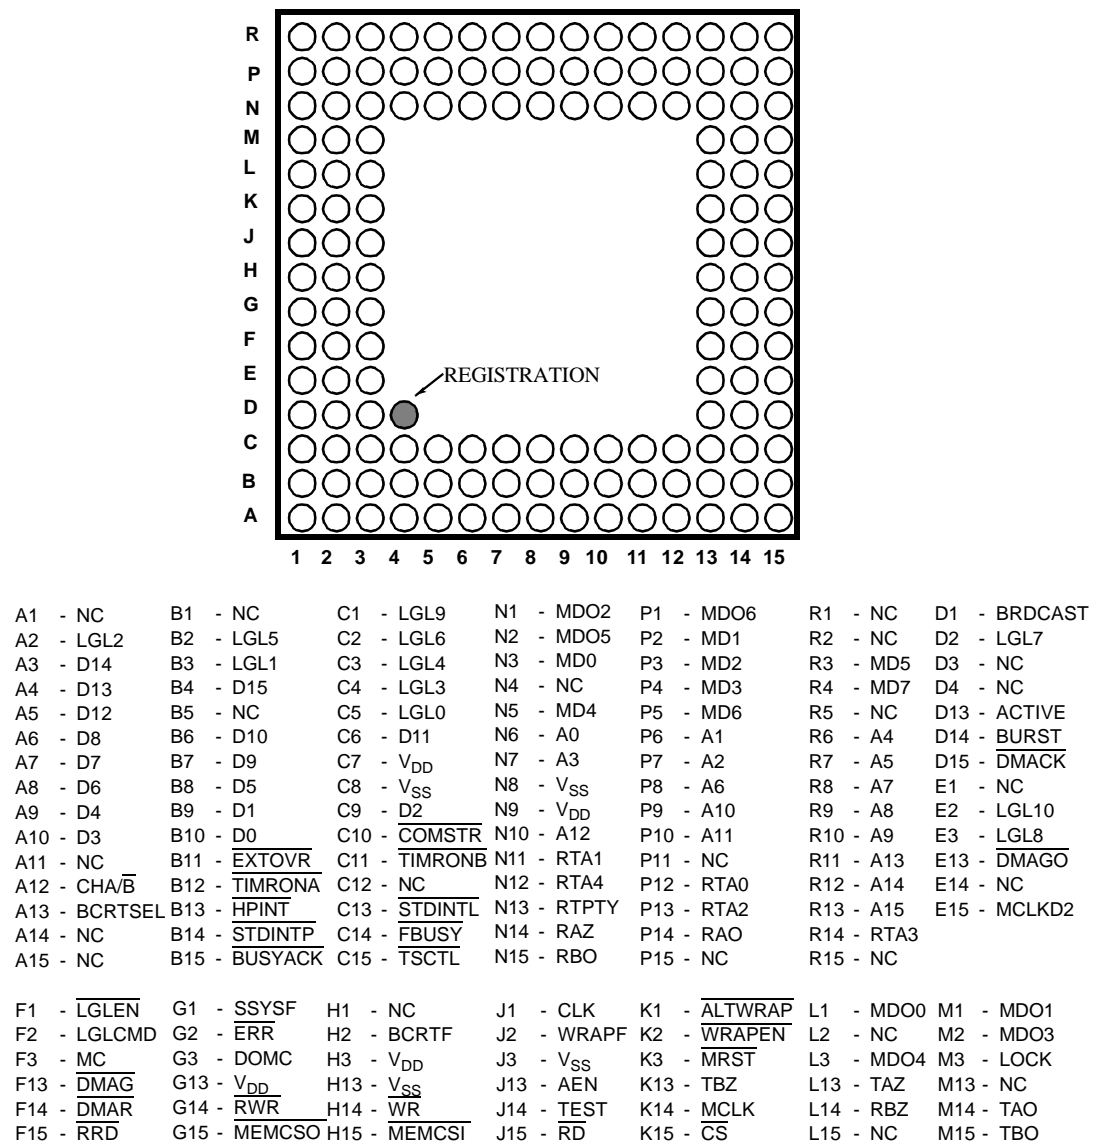 R
P
N
M
L
K
J
H
G
F
E
REGISTRATION
D
C
B
A
1 2 3 4 5 6 7 8 9 10 11 12 13 14 15
A1 - NC B1 - NC C1 - LGL9 N1 - MDO2 P1 - MDO6 R1 - NC D1 - BRDCAST
A2 - LGL2 B2 - LGL5 C2 - LGL6 N2 - MDO5 P2 - MD1 R2 - NC D2 - LGL7
A3 - D14 B3 - LGL1 C3 - LGL4 N3 - MD0 P3 - MD2 R3 - MD5 D3 - NC
A4 - D13 B4 - D15 C4 - LGL3 N4 - NC P4 - MD3 R4 - MD7 D4 - NC
A5 - D12 B5 - NC C5 - LGL0 N5 - MD4 P5 - MD6 R5 - NC D13 - ACTIVE
A6 - D8 B6 - D10 C6 - D11 N6 - A0 P6 - A1 R6 - A4 D14 - BURST
A7 - D7 B7 - D9 C7 - VDD N7 - A3 P7 - A2 R7 - A5 D15 - DMACK
A8 - D6 B8 - D5 C8 - VSS N8 - VSS P8 - A6 R8 - A7 E1 - NC
A9 - D4 B9 - D1 C9 - D2 N9 - VDD P9 - A10 R9 - A8 E2 - LGL10
A10 - D3 B10 - D0 C10 - COMSTR N10 - A12 P10 - A11 R10 - A9 E3 - LGL8
A11 - NC B11 - EXTOVR C11 - TIMRONB N11 - RTA1 P11 - NC R11 - A13 E13 - DMAGO
A12 - CHA/B B12 - TIMRONA C12 - NC N12 - RTA4 P12 - RTA0 R12 - A14 E14 - NC
A13 - BCRTSEL B13 - HPINT C13 - STDINTL N13 - RTPTY P13 - RTA2 R13 - A15 E15 - MCLKD2
A14 - NC B14 - STDINTP C14 - FBUSY N14 - RAZ P14 - RAO R14 - RTA3
A15 - NC B15 - BUSYACK C15 - TSCTL N15 - RBO P15 - NC R15 - NC
F1 - LGLEN G1 - SSYSF H1 - NC J1 - CLK K1 - ALTWRAP L1 - MDO0 M1 - MDO1
F2 - LGLCMD G2 - ERR H2 - BCRTF J2 - WRAPF K2 - WRAPEN L2 - NC M2 - MDO3
F3 - MC G3 - DOMC H3 - VDD J3 - VSS K3 - MRST L3 - MDO4 M3 - LOCK
F13 - DMAG G13 - VDD H13 - VSS J13 - AEN K13 - TBZ L13 - TAZ M13 - NC
F14 - DMAR G14 - RWR H14 - WR J14 - TEST K14 - MCLK L14 - RBZ M14 - TAO
F15 - RRD G15 - MEMCSO H15 - MEMCSI J15 - RD K15 - CS L15 - NC M15 - TBO